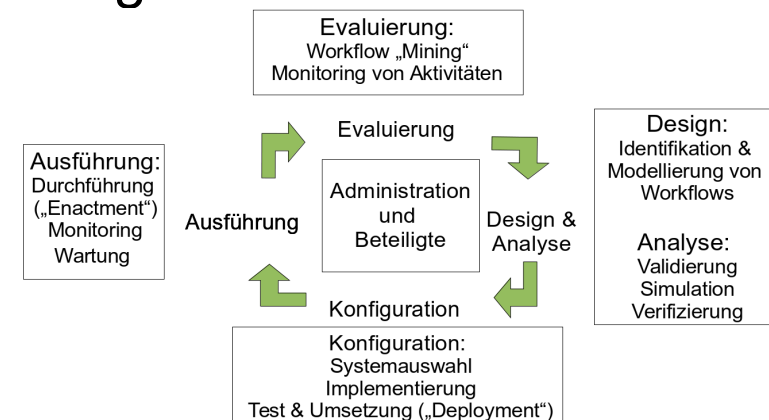 Evaluierung:
Workflow „Mining“
Monitoring von Aktivitäten
Evaluierung
Design:
Identifikation &
Modellierung von
Workflows
Analyse:
Validierung
Simulation
Verifizierung
Ausführung:
Durchführung
(„Enactment“)
Monitoring
Wartung
Ausführung
Administration
und
Beteiligte
Design &
Analyse
Konfiguration
Konfiguration:
Systemauswahl
Implementierung
Test & Umsetzung („Deployment“)